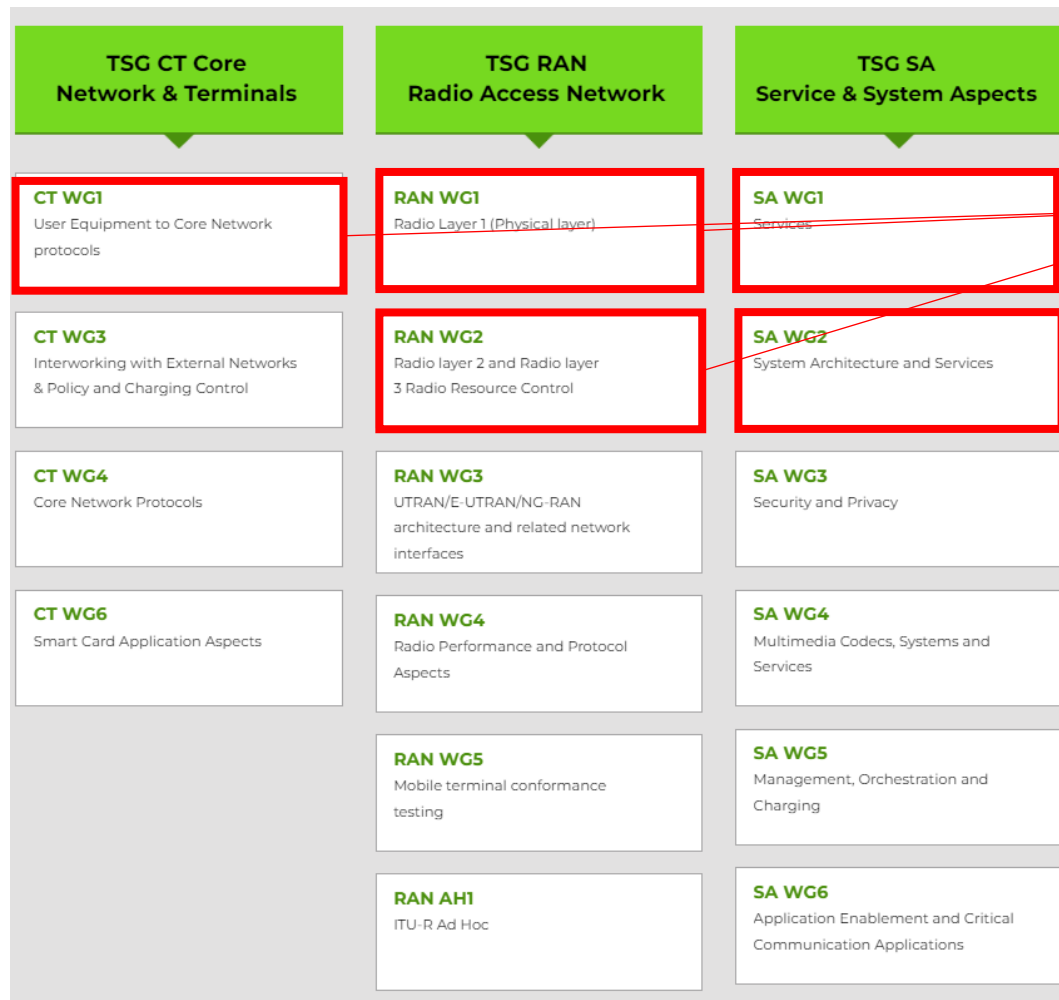 TSG CT Core
Network & Terminals
CT WG1
User Equipment to Core Network
protocols
CT WG3
Interworking with External Networks
& Policy and Charging Control
CT WG4
Core Network Protocols
CT WG6
Smart Card Application Aspects
TSG RAN
Radio Access Network
RAN WG1
Radio Layer 1 (Physical layer)
RAN WG2
Radio layer 2 and Radio layer
3 Radio Resource Control
RAN WG3
UTRAN/E-UTRAN/NG-RAN
architecture and related network
interfaces
RAN WG4
Radio Performance and Protocol
Aspects
RAN WG5
Mobile terminal conformance
testing
RAN AH1
ITU-R Ad Hoc
TSG SA
Service & System Aspects
SA WG1
Services
SA WG2
System Architecture and Services
SA WG3
Security and Privacy
SA WG4
Multimedia Codecs, Systems and
Services
SA WG5
Management, Orchestration and
Charging
SA WG6
Application Enablement and Critical
Communication Applications